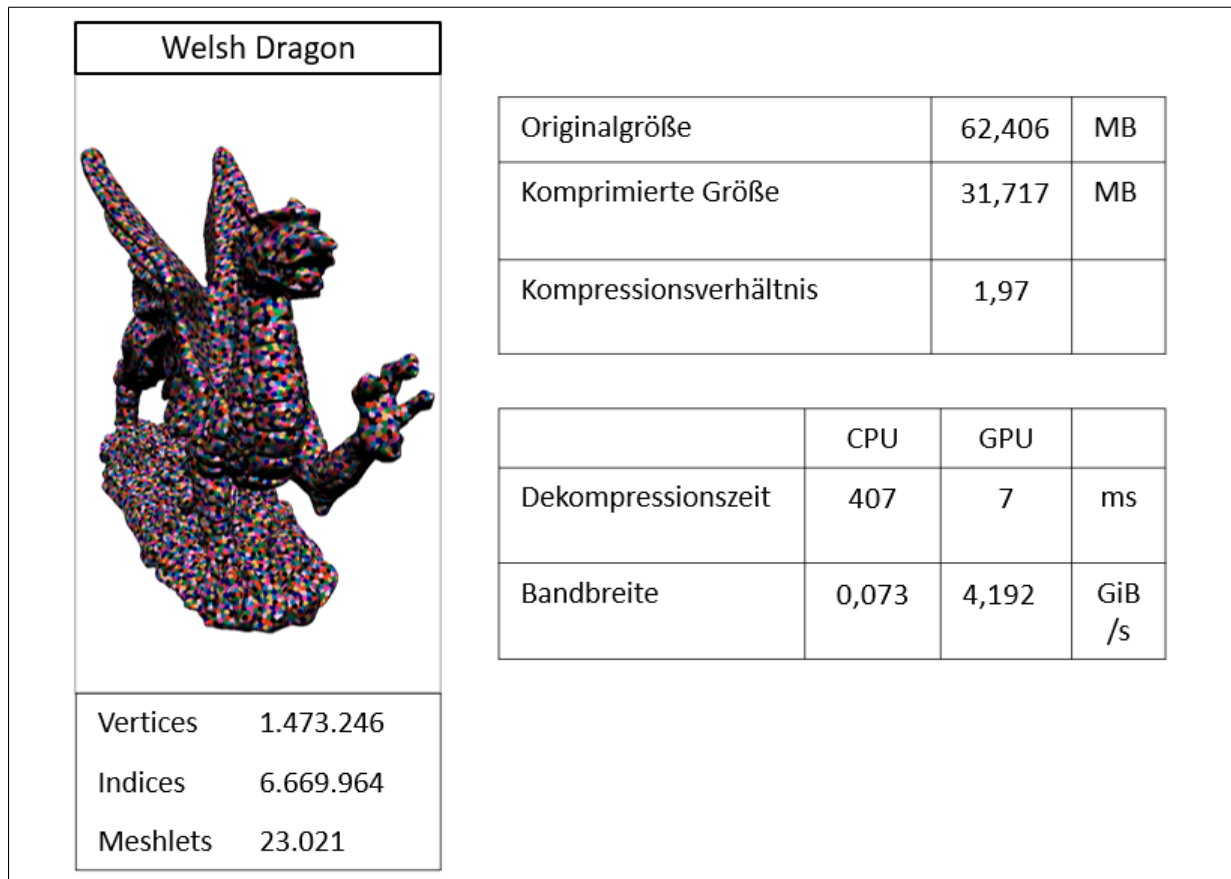 Welsh Dragon
Vertices 1.473.246
Indices 6.669.964
Meshlets 23.021
Originalgröße 62,406 MB
Komprimierte Größe 31,717 MB
Kompressionsverhältnis 1,97
CPU GPU
Dekompressionszeit 407 7 ms
Bandbreite 0,073 4,192 GiB
/s